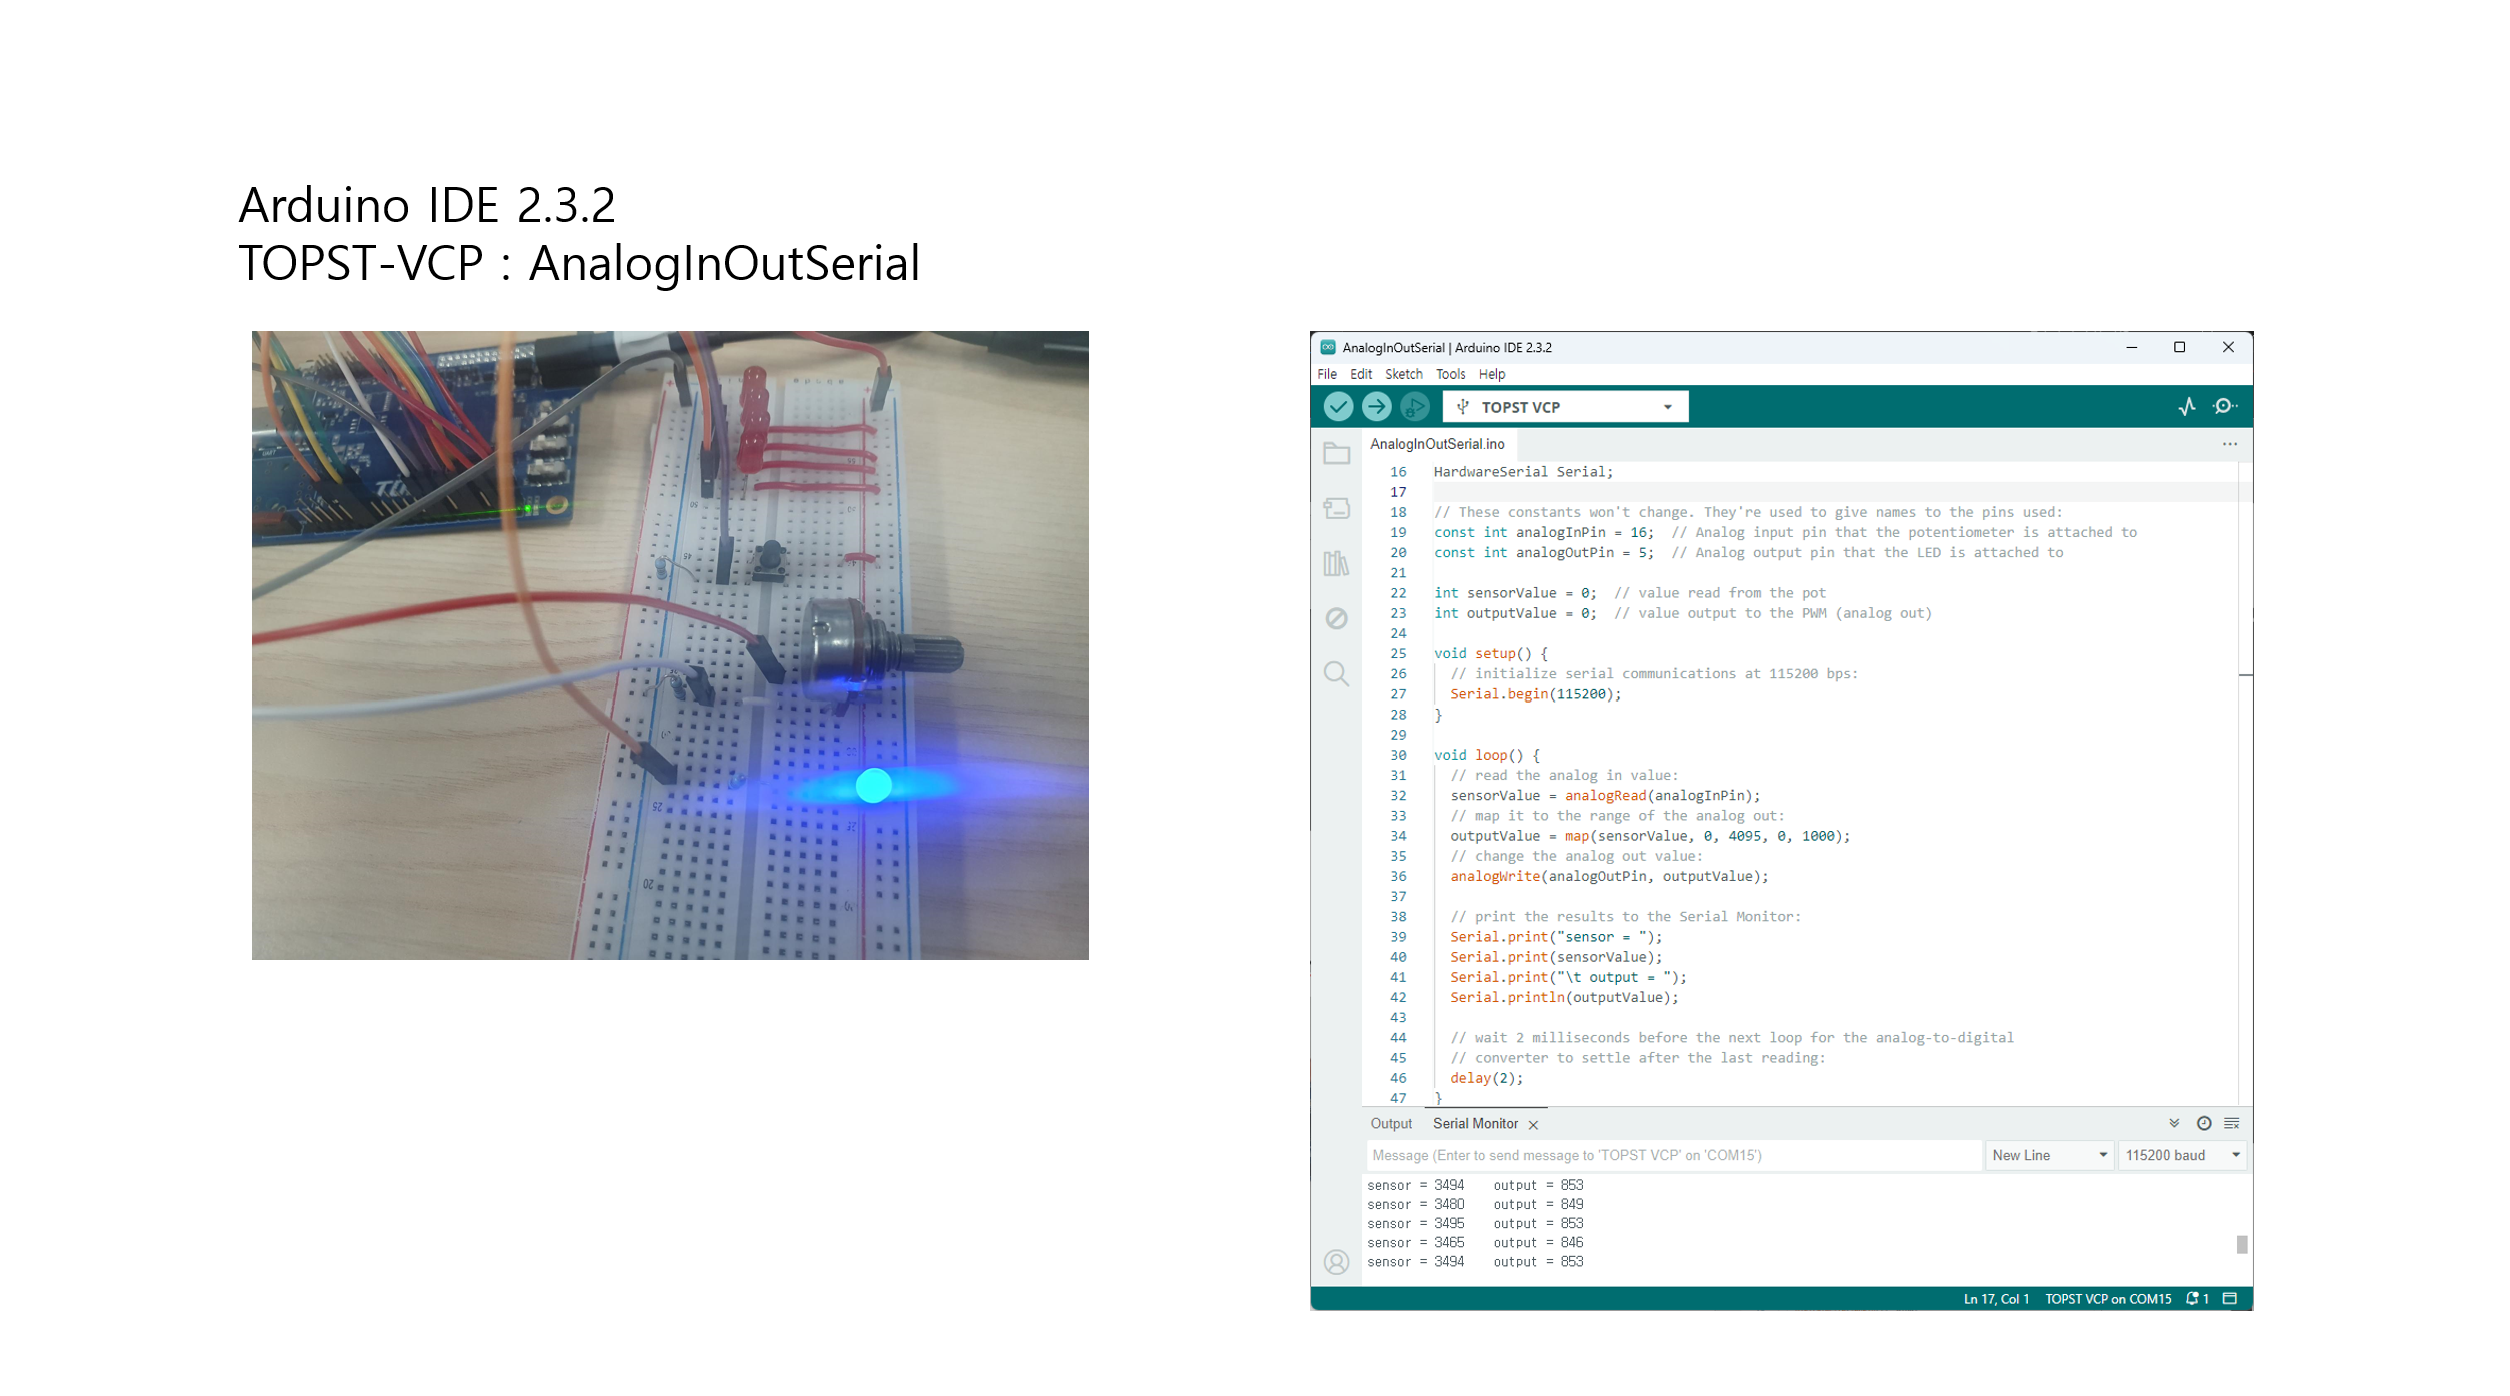 Arduino IDE 2.3.2
TOPST-VCP : AnalogInOutSerial
AnalogInOutSerial | Arduino IDE 2.3.2
File Edit Sketch Tools Help
TOPST VCP
AnalogInOutSerial.ino
16 HardwareSerial Serial;
17
18 // These constants won't change. They're used to give names to the pins used:
19 const int analogInPin = 16;  // Analog input pin that the potentiometer is attached to
20 const int analogOutPin = 5;  // Analog output pin that the LED is attached to
21
22 int sensorValue = 0;  // value read from the pot
23 int outputValue = 0;  // value output to the PWM (analog out)
24
25 void setup() {
26   // initialize serial communications at 115200 bps:
27   Serial.begin(115200);
28 }
29
30 void loop() {
31   // read the analog in value:
32   sensorValue = analogRead(analogInPin);
33   // map it to the range of the analog out:
34   outputValue = map(sensorValue, 0, 4095, 0, 1000);
35   // change the analog out value:
36   analogWrite(analogOutPin, outputValue);
37
38   // print the results to the Serial Monitor:
39   Serial.print("sensor = ");
40   Serial.print(sensorValue);
41   Serial.print("\t output = ");
42   Serial.println(outputValue);
43
44   // wait 2 milliseconds before the next loop for the analog-to-digital
45   // converter to settle after the last reading:
46   delay(2);
47 }
Output Serial Monitor
Message (Enter to send message to 'TOPST VCP' on 'COM15') New Line 115200 baud
sensor = 3494 output = 853
sensor = 3480 output = 849
sensor = 3495 output = 853
sensor = 3465 output = 846
sensor = 3494 output = 853
Ln 17, Col 1 TOPST VCP on COM15 1
50
45
25
20